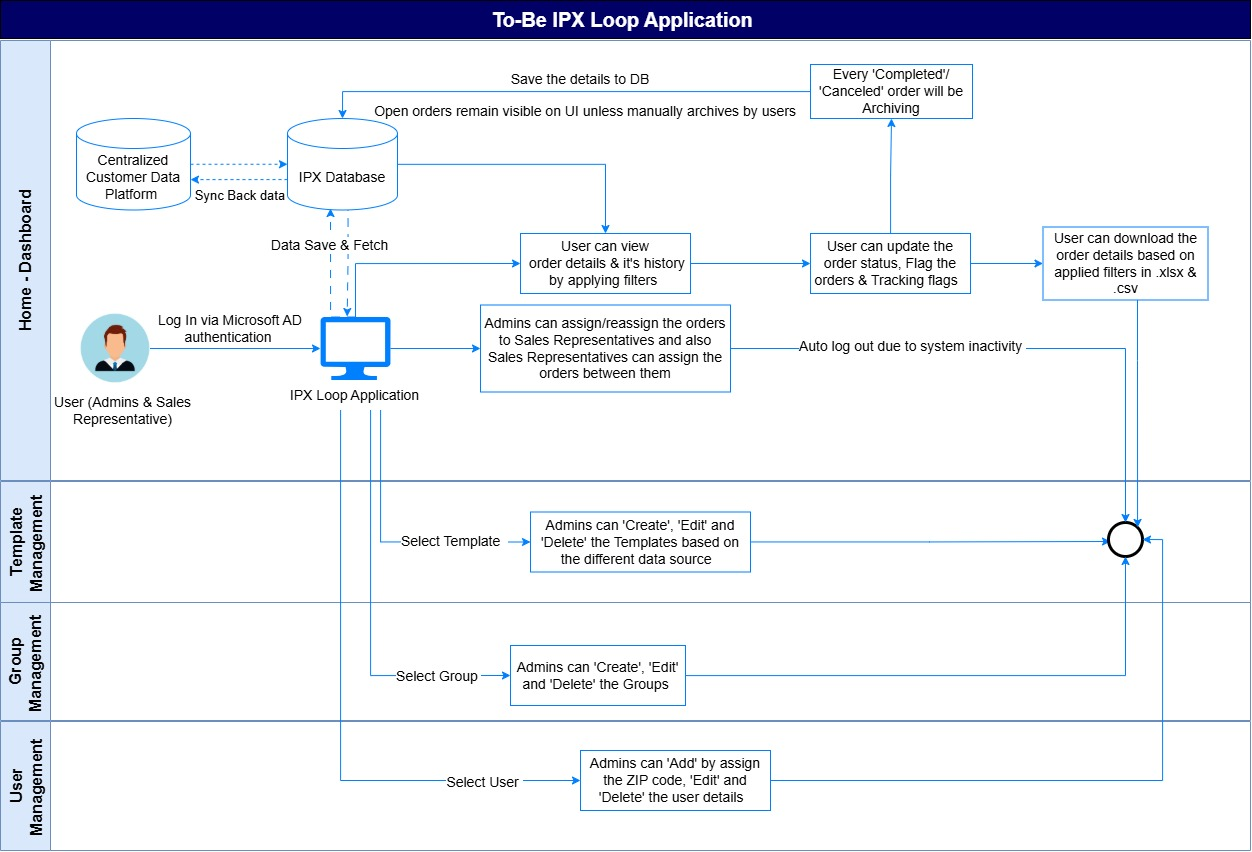 To-Be IPX Loop Application
Home - Dashboard
Save the details to DB
Every 'Completed'/
'Canceled' order will be
Archiving
Open orders remain visible on UI unless manually archives by users
Centralized
Customer Data
Platform
IPX Database
Sync Back data
Data Save & Fetch
User can view
order details & it's history
by applying filters
User can update the
order status, Flag the
orders & Tracking flags
User can download the
order details based on
applied filters in .xlsx &
.csv
Log In via Microsoft AD
authentication
Admins can assign/reassign the orders
to Sales Representatives and also
Sales Representatives can assign the
orders between them
Auto log out due to system inactivity
IPX Loop Application
User (Admins & Sales
Representative)
Template
Management
Select Template
Admins can 'Create', 'Edit' and
'Delete' the Templates based on
the different data source
Group
Management
Select Group
Admins can 'Create', 'Edit'
and 'Delete' the Groups
User
Management
Select User
Admins can 'Add' by assign
the ZIP code, 'Edit' and
'Delete' the user details